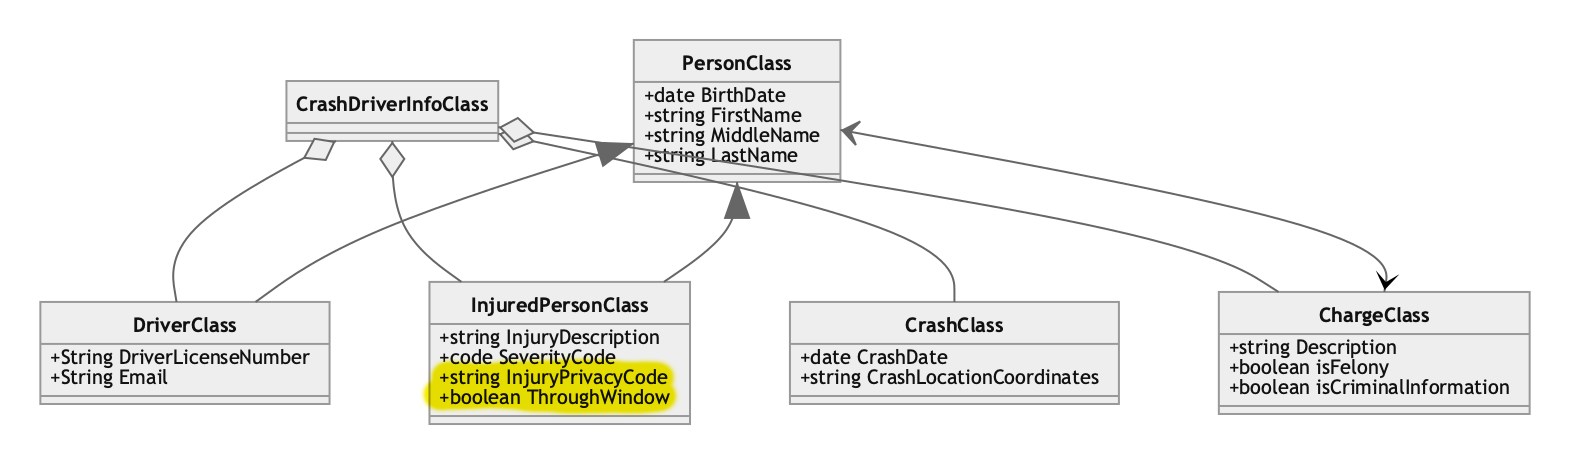 CrashDriverInfoClass
PersonClass
+date BirthDate
+string FirstName
+string MiddleName
+string LastName
DriverClass
+String DriverLicenseNumber
+String Email
InjuredPersonClass
+string InjuryDescription
+code SeverityCode
+string InjuryPrivacyCode
+boolean ThroughWindow
CrashClass
+date CrashDate
+string CrashLocationCoordinates
ChargeClass
+string Description
+boolean isFelony
+boolean isCriminalInformation